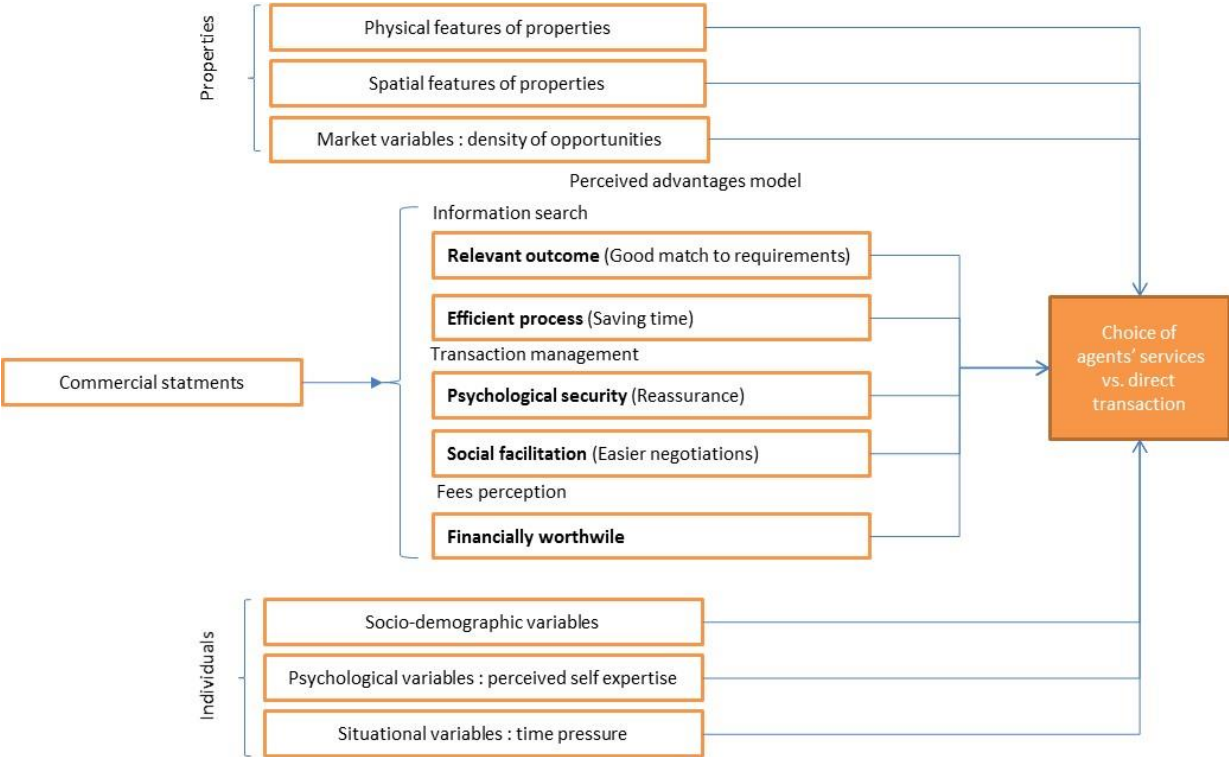 Properties
Physical features of properties
Spatial features of properties
Market variables : density of opportunities
Perceived advantages model
Information search
Relevant outcome (Good match to requirements)
Efficient process (Saving time)
Transaction management
Commercial statments
Psychological security (Reassurance)
Social facilitation (Easier negotiations)
Fees perception
Financially worthwile
Choice of
agents’ services
vs. direct
transaction
Individuals
Socio-demographic variables
Psychological variables : perceived self expertise
Situational variables : time pressure